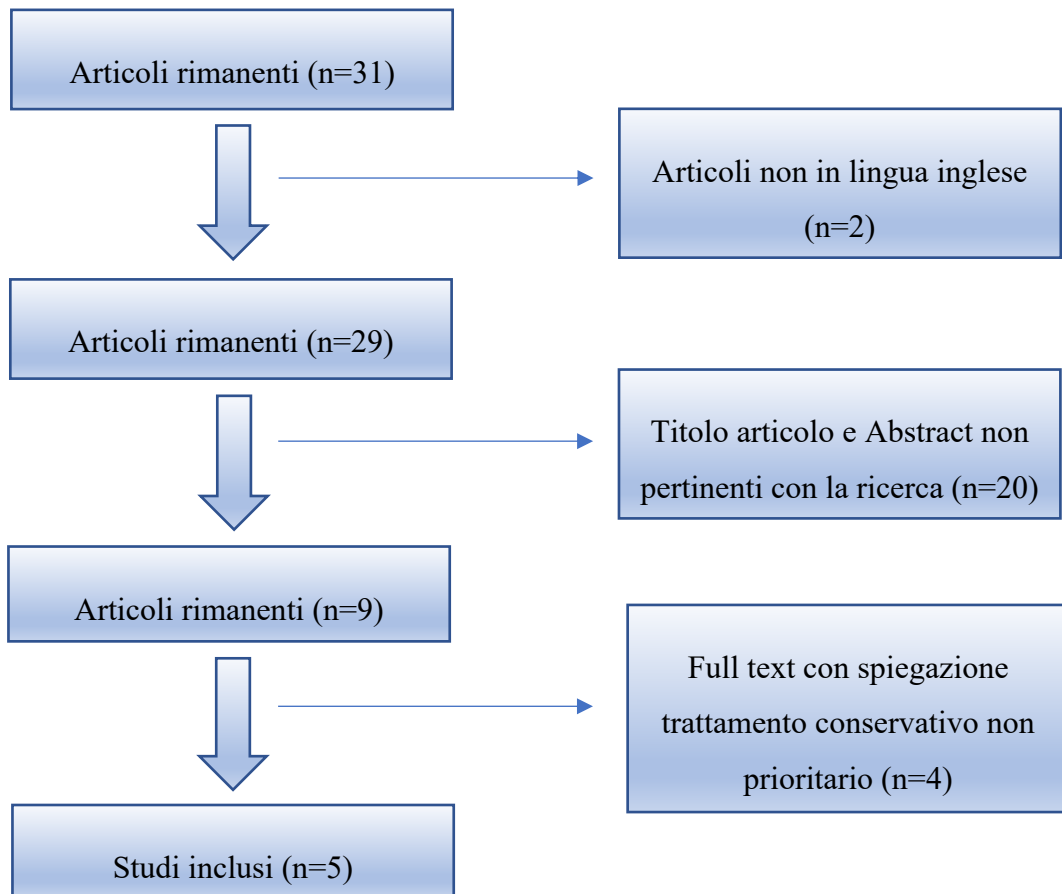 Articoli rimanenti (n=31)
Articoli non in lingua inglese
(n=2)
Articoli rimanenti (n=29)
Titolo articolo e Abstract non
pertinenti con la ricerca (n=20)
Articoli rimanenti (n=9)
Full text con spiegazione
trattamento conservativo non
prioritario (n=4)
Studi inclusi (n=5)